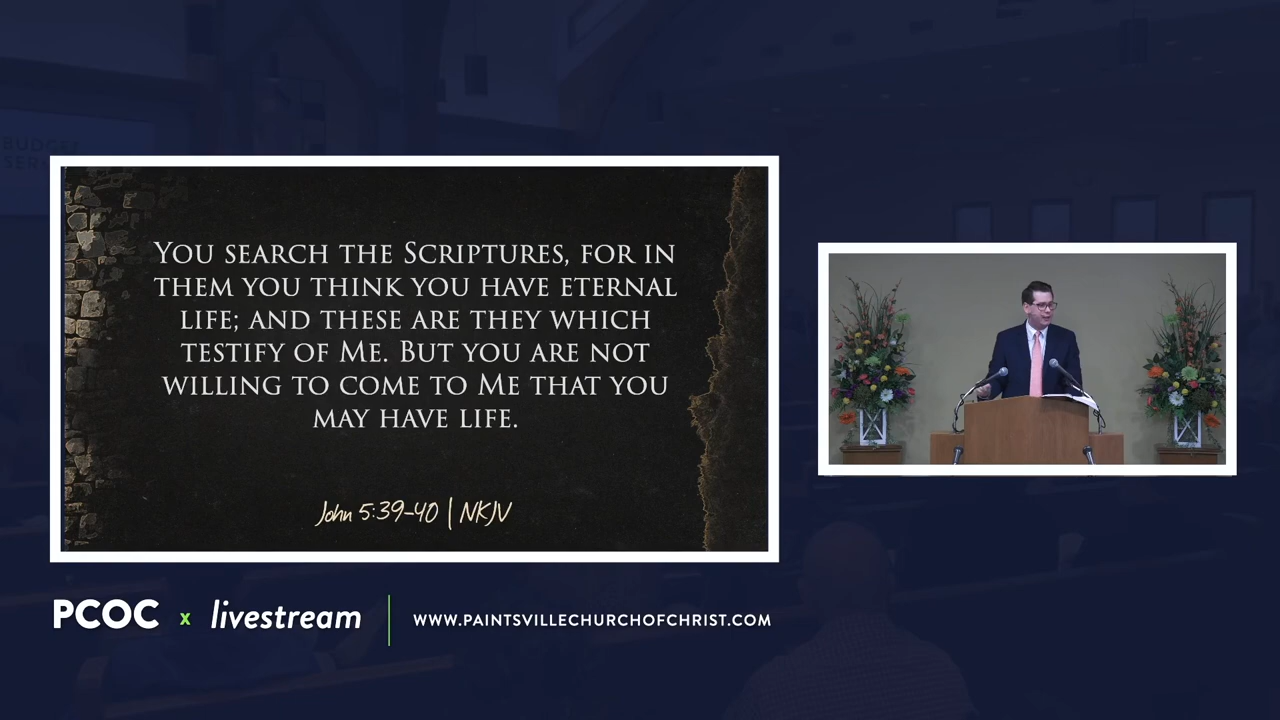 BUDGET
SER
You search the Scriptures, for in
them you think you have eternal
life; and these are they which
testify of Me. But you are not
willing to come to Me that you
may have life.
John 5:39-40 | NKJV
PCOC x livestream | WWW.PAINTSVILLECHURCHOFCHRIST.COM